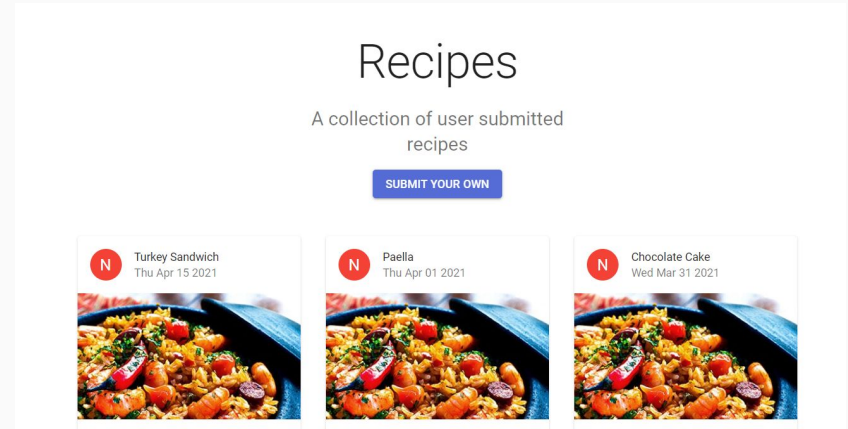 Recipes
A collection of user submitted
recipes
SUBMIT YOUR OWN
N
Turkey Sandwich
Thu Apr 15 2021
N
Paella
Thu Apr 01 2021
N
Chocolate Cake
Wed Mar 31 2021